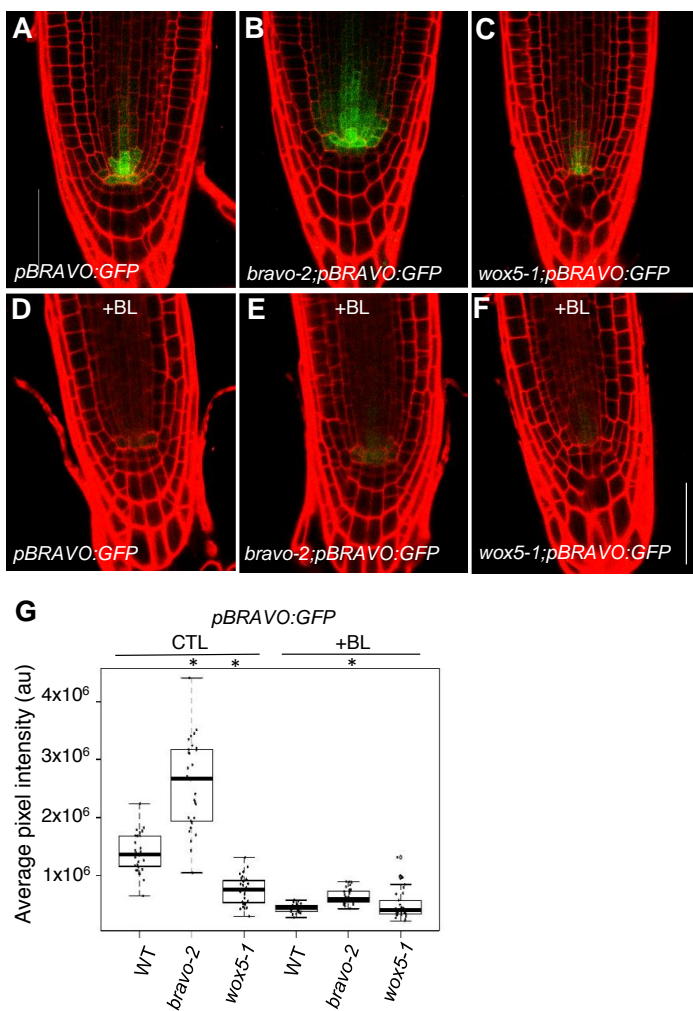 A
B
C
pBRAVO:GFP
bravo-2;pBRAVO:GFP
wox5-1;pBRAVO:GFP
D
+BL
E
+BL
F
+BL
pBRAVO:GFP
bravo-2;pBRAVO:GFP
wox5-1;pBRAVO:GFP
G
pBRAVO:GFP
CTL
+BL
* * *
Average pixel intensity (au)
4x10⁶
3x10⁶
2x10⁶
1x10⁶
WT
bravo-2
wox5-1
WT
bravo-2
wox5-1